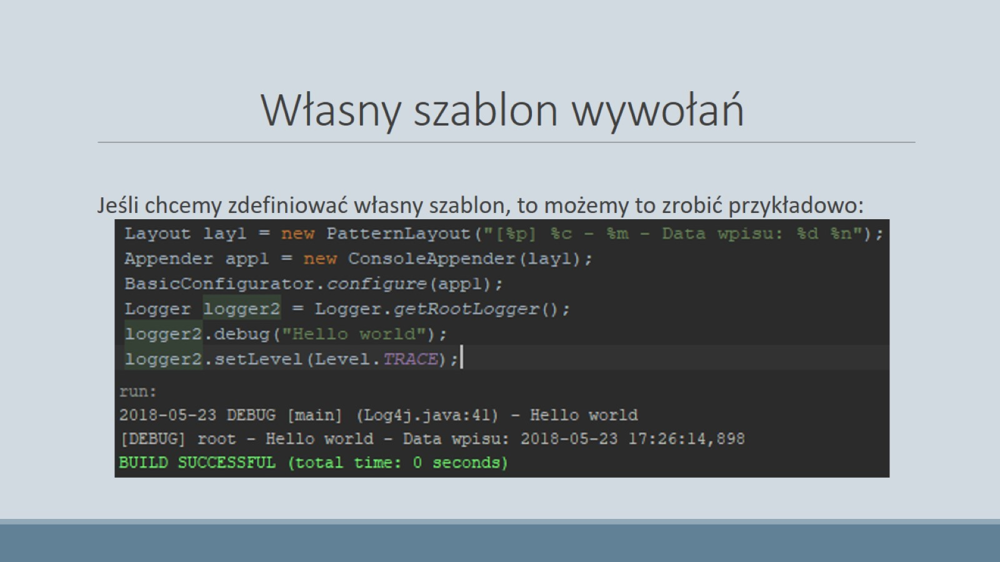 Własny szablon wywołań
Jeśli chcemy zdefiniować własny szablon, to możemy to zrobić przykładowo:
Layout lay1 = new PatternLayout("[%p] %c - %m - Data wpisu: %d %n");
Appender app1 = new ConsoleAppender(lay1);
BasicConfigurator.configure(app1);
Logger logger2 = Logger.getRootLogger();
logger2.debug("Hello world");
logger2.setLevel(Level.TRACE);
run:
2018-05-23 DEBUG [main] (Log4j.java:41) - Hello world
[DEBUG] root - Hello world - Data wpisu: 2018-05-23 17:26:14,898
BUILD SUCCESSFUL (total time: 0 seconds)